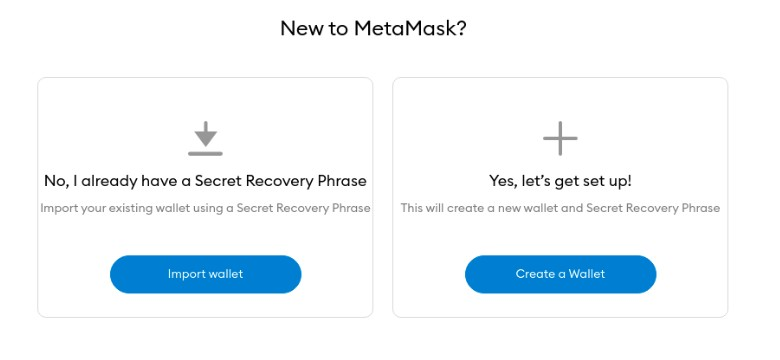 New to MetaMask?
No, I already have a Secret Recovery Phrase
Import your existing wallet using a Secret Recovery Phrase
Import wallet
Yes, let’s get set up!
This will create a new wallet and Secret Recovery Phrase
Create a Wallet